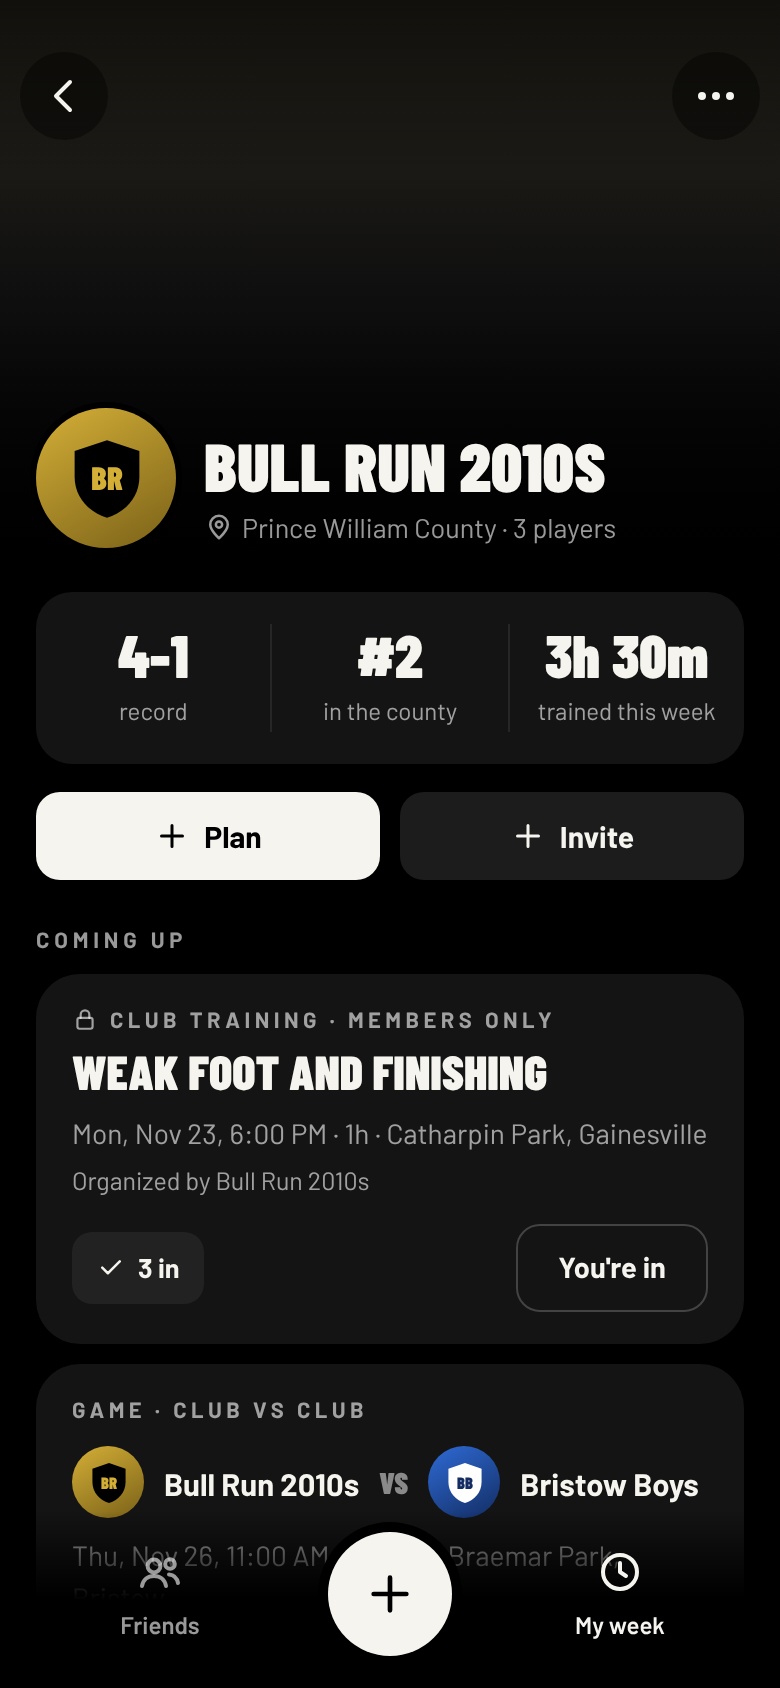 BULL RUN 2010S
BR
Prince William County · 3 players
4-1
record
#2
in the county
3h 30m
trained this week
+ Plan
+ Invite
COMING UP
CLUB TRAINING · MEMBERS ONLY
WEAK FOOT AND FINISHING
Mon, Nov 23, 6:00 PM · 1h · Catharpin Park, Gainesville
Organized by Bull Run 2010s
3 in
You're in
GAME · CLUB VS CLUB
BR
Bull Run 2010s
VS
BB
Bristow Boys
Thu, Nov 26, 11:00 AM
Braemar Park,
Bristow
Friends
+
My week